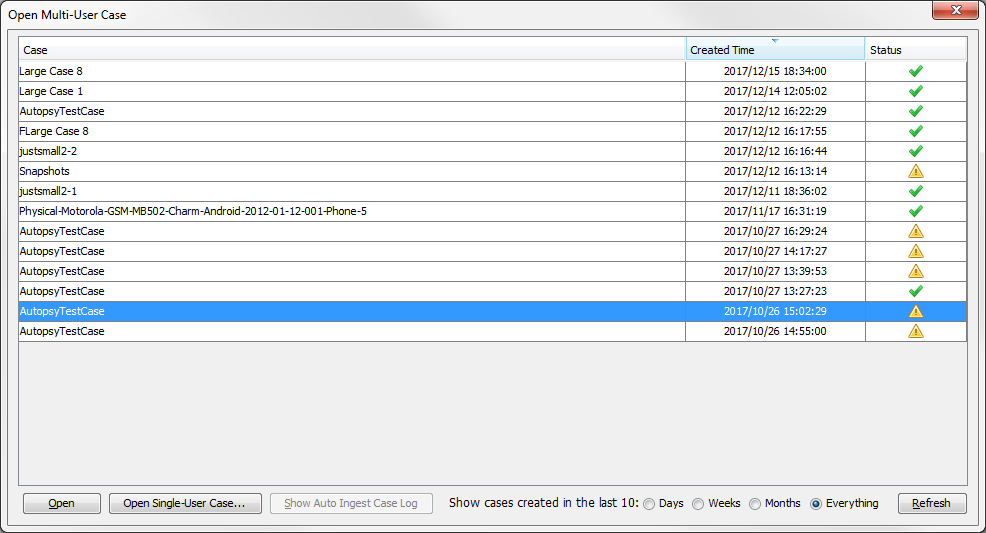 Open Multi-User Case
Case Created Time Status
Large Case 8 2017/12/15 18:34:00
Large Case 1 2017/12/14 12:05:02
AutopsyTestCase 2017/12/12 16:22:29
FLarge Case 8 2017/12/12 16:17:55
justsmall2-2 2017/12/12 16:16:44
Snapshots 2017/12/12 16:13:14
justsmall2-1 2017/12/11 18:36:02
Physical-Motorola-GSM-MB502-Charm-Android-2012-01-12-001-Phone-5 2017/11/17 16:31:19
AutopsyTestCase 2017/10/27 16:29:24
AutopsyTestCase 2017/10/27 14:17:27
AutopsyTestCase 2017/10/27 13:39:53
AutopsyTestCase 2017/10/27 13:27:23
AutopsyTestCase 2017/10/26 15:02:29
AutopsyTestCase 2017/10/26 14:55:00
Open Open Single-User Case... Show Auto Ingest Case Log Show cases created in the last 10: Days Weeks Months Everything Refresh